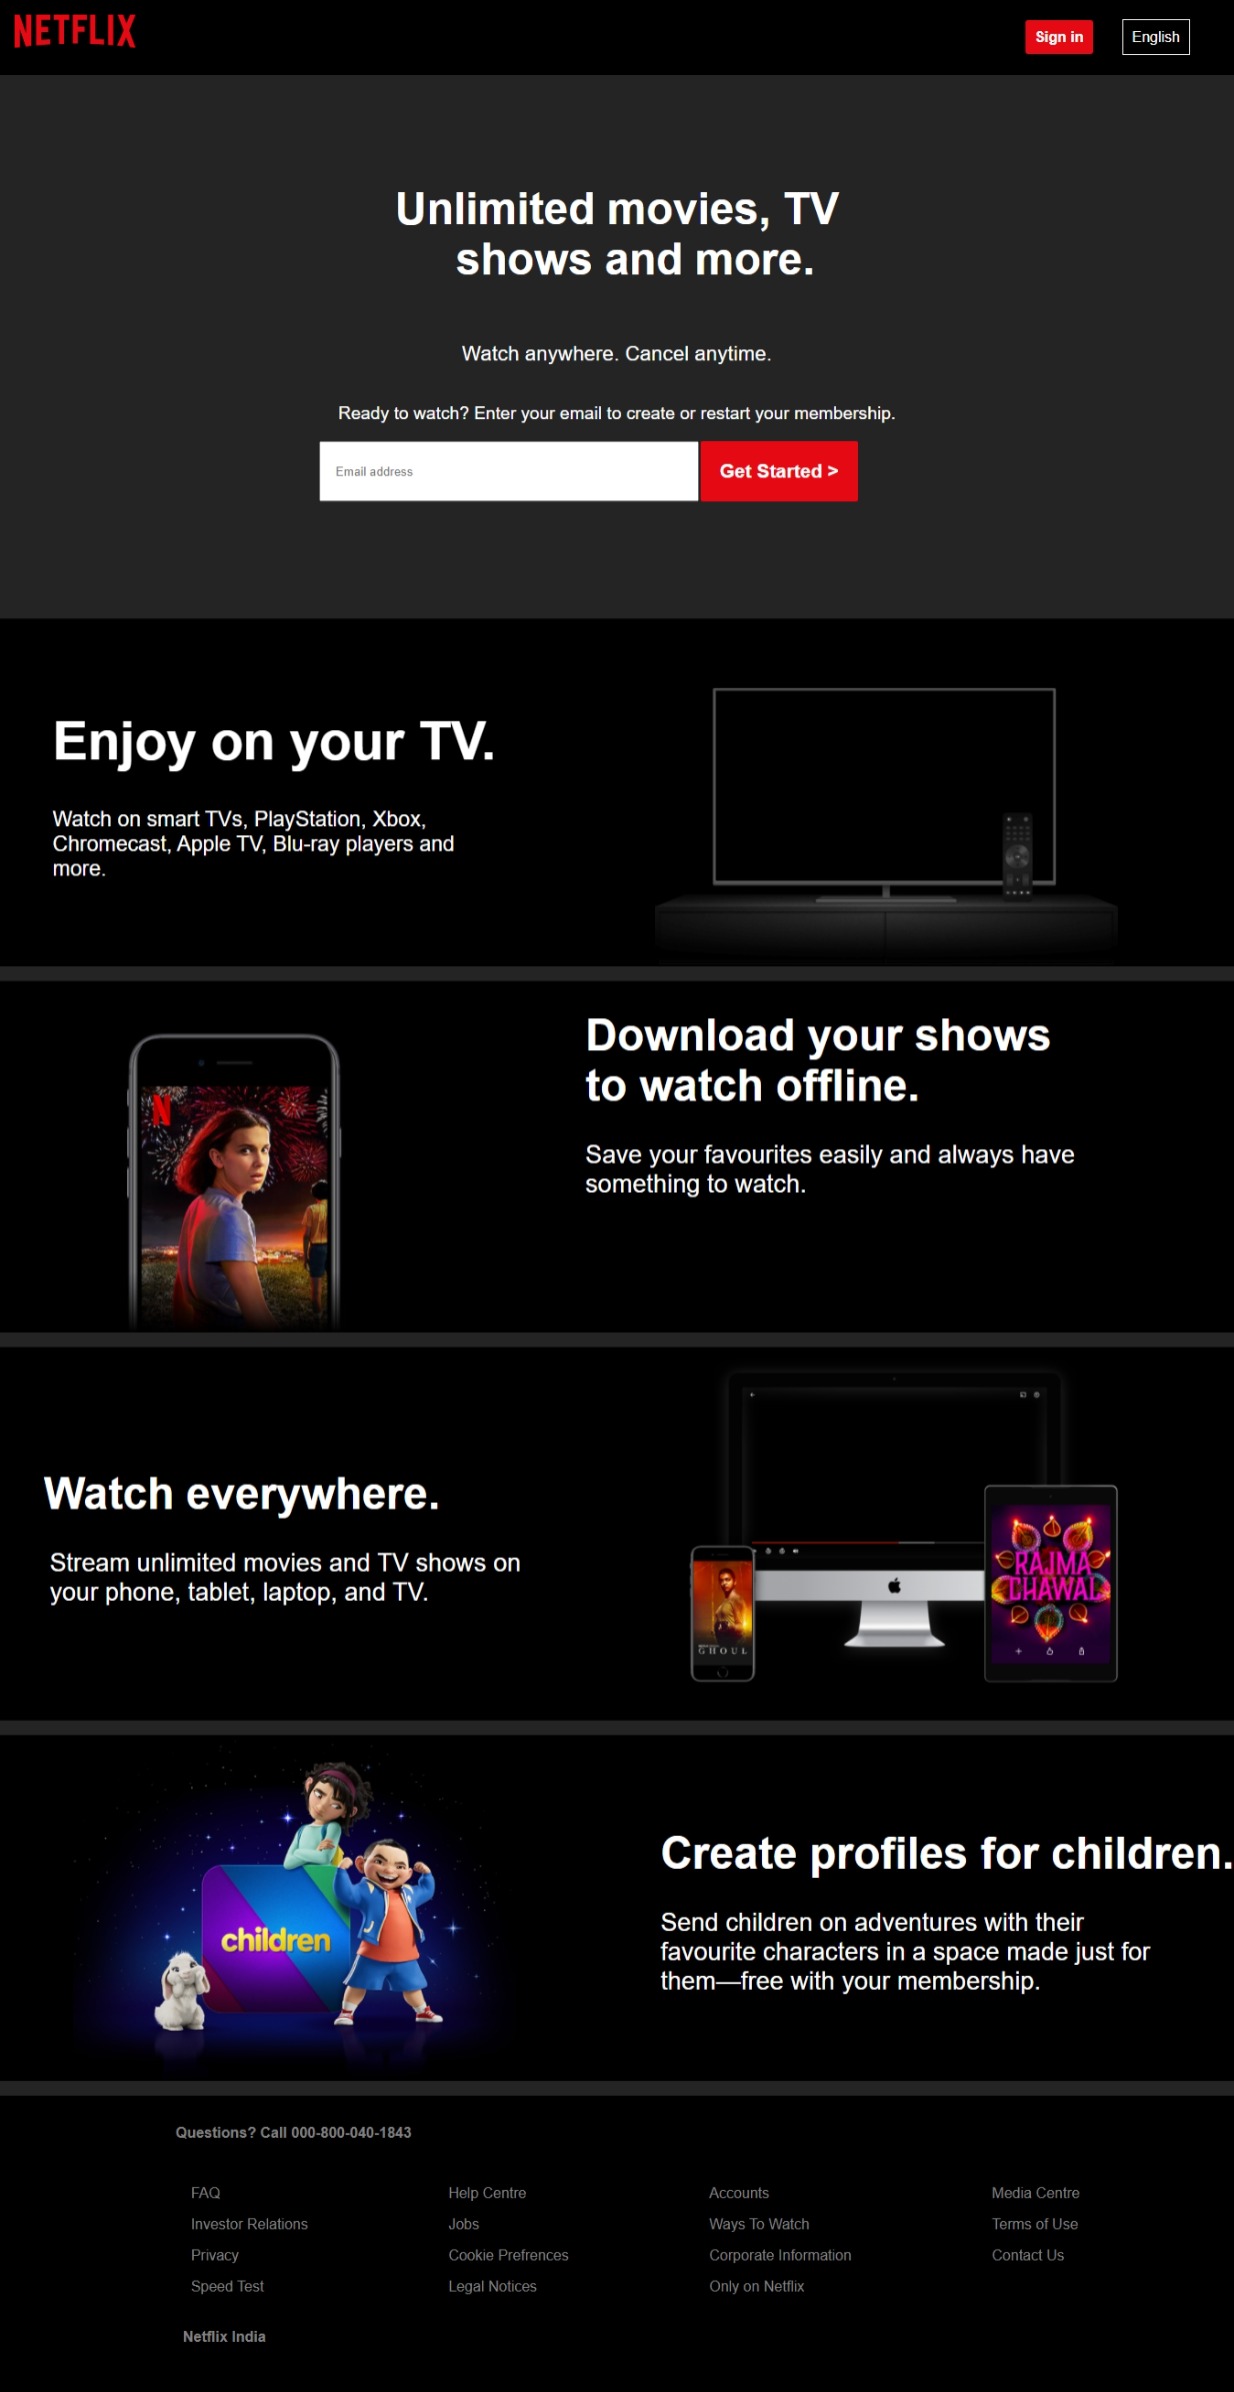 NETFLIX
Sign in
English
Unlimited movies, TV
shows and more.
Watch anywhere. Cancel anytime.
Ready to watch? Enter your email to create or restart your membership.
Email address
Get Started >
Enjoy on your TV.
Watch on smart TVs, PlayStation, Xbox,
Chromecast, Apple TV, Blu-ray players and
more.
N
Download your shows
to watch offline.
Save your favourites easily and always have
something to watch.
Watch everywhere.
Stream unlimited movies and TV shows on
your phone, tablet, laptop, and TV.
GHOUL
RAJMA
CHAWAL
children
Create profiles for children.
Send children on adventures with their
favourite characters in a space made just for
them—free with your membership.
Questions? Call 000-800-040-1843
FAQ
Help Centre
Accounts
Media Centre
Investor Relations
Jobs
Ways To Watch
Terms of Use
Privacy
Cookie Prefrences
Corporate Information
Contact Us
Speed Test
Legal Notices
Only on Netflix
Netflix India